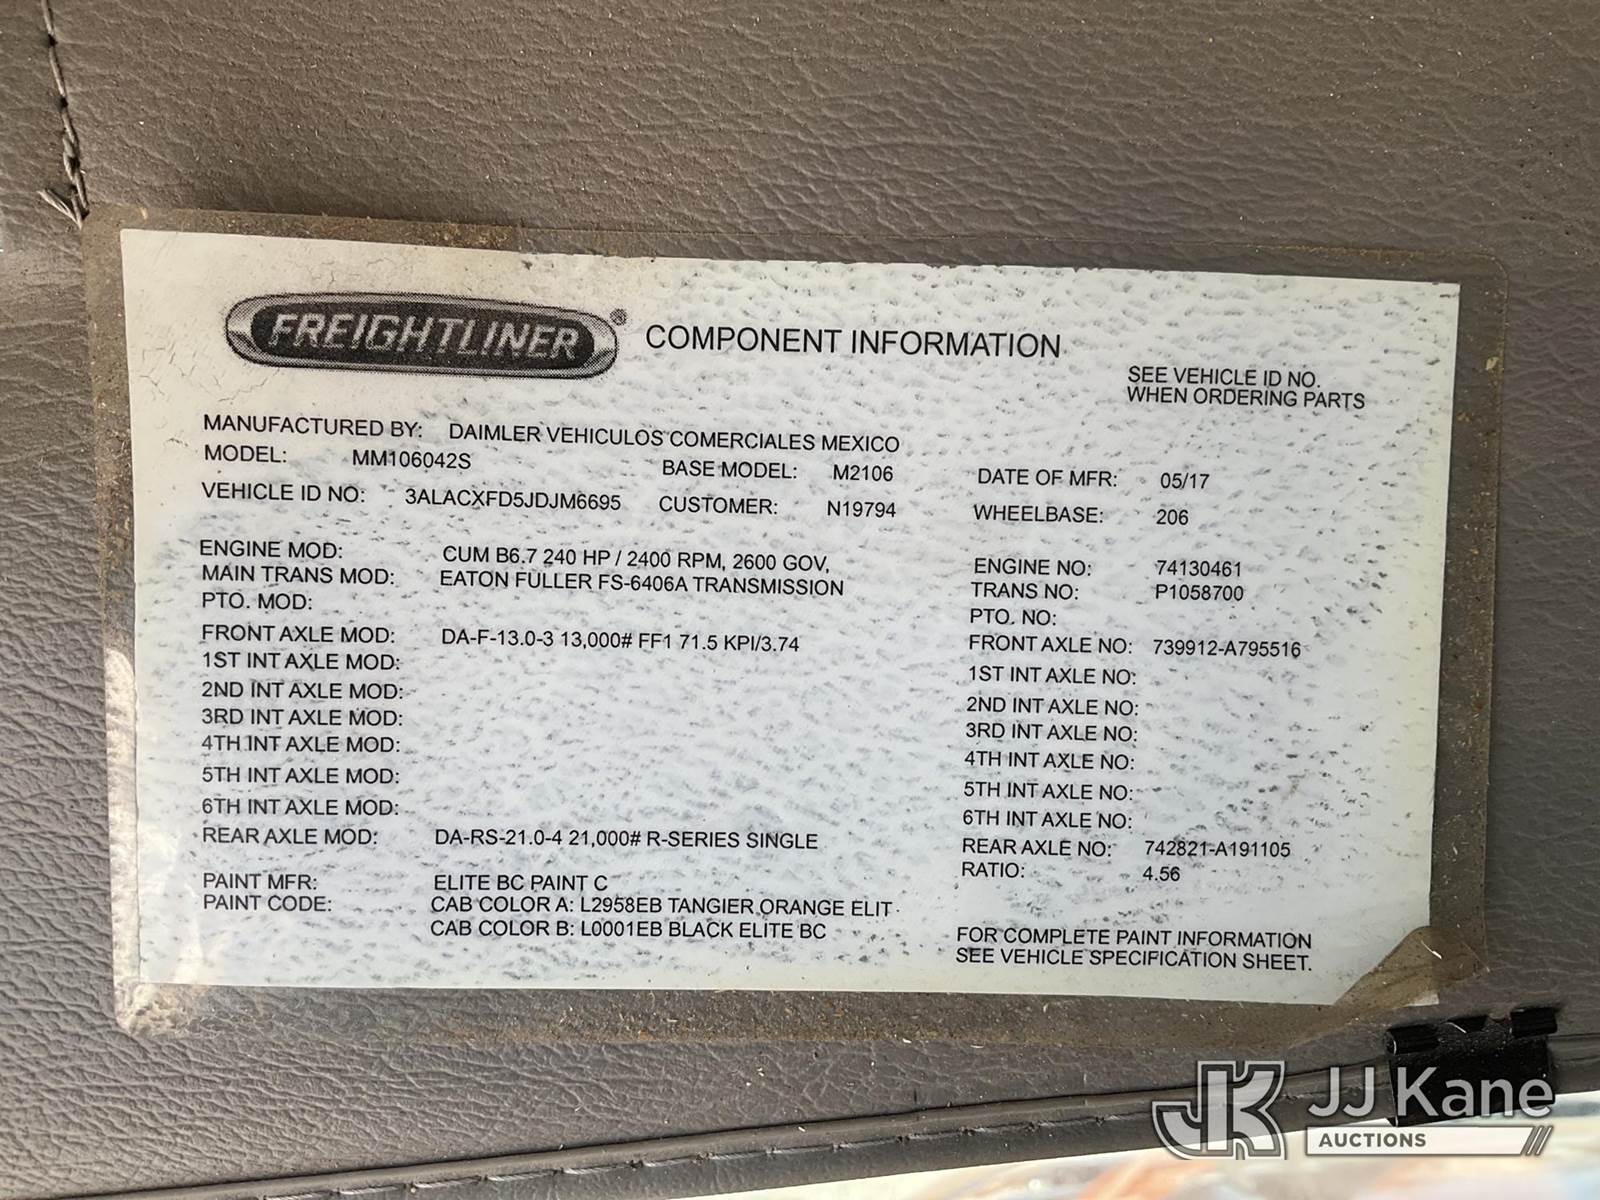 FREIGHTLINER® COMPONENT INFORMATION
SEE VEHICLE ID NO.
WHEN ORDERING PARTS
MANUFACTURED BY: DAIMLER VEHICULOS COMERCIALES MEXICO
MODEL: MM106042S BASE MODEL: M2106 DATE OF MFR: 05/17
VEHICLE ID NO: 3ALACXFD5JDJM6695 CUSTOMER: N19794 WHEELBASE: 206
ENGINE MOD: CUM B6.7 240 HP / 2400 RPM, 2600 GOV, ENGINE NO: 74130461
MAIN TRANS MOD: EATON FULLER FS-6406A TRANSMISSION TRANS NO: P1058700
PTO. MOD: PTO. NO:
FRONT AXLE MOD: DA-F-13.0-3 13,000# FF1 71.5 KPI/3.74 FRONT AXLE NO: 739912-A795516
1ST INT AXLE MOD: 1ST INT AXLE NO:
2ND INT AXLE MOD: 2ND INT AXLE NO:
3RD INT AXLE MOD: 3RD INT AXLE NO:
4TH INT AXLE MOD: 4TH INT AXLE NO:
5TH INT AXLE MOD: 5TH INT AXLE NO:
6TH INT AXLE MOD: 6TH INT AXLE NO:
REAR AXLE MOD: DA-RS-21.0-4 21,000# R-SERIES SINGLE REAR AXLE NO: 742821-A191105
RATIO: 4.56
PAINT MFR: ELITE BC PAINT C
PAINT CODE: CAB COLOR A: L2958EB TANGIER ORANGE ELIT
CAB COLOR B: L0001EB BLACK ELITE BC
FOR COMPLETE PAINT INFORMATION
SEE VEHICLE SPECIFICATION SHEET.
JK JJ Kane
AUCTIONS